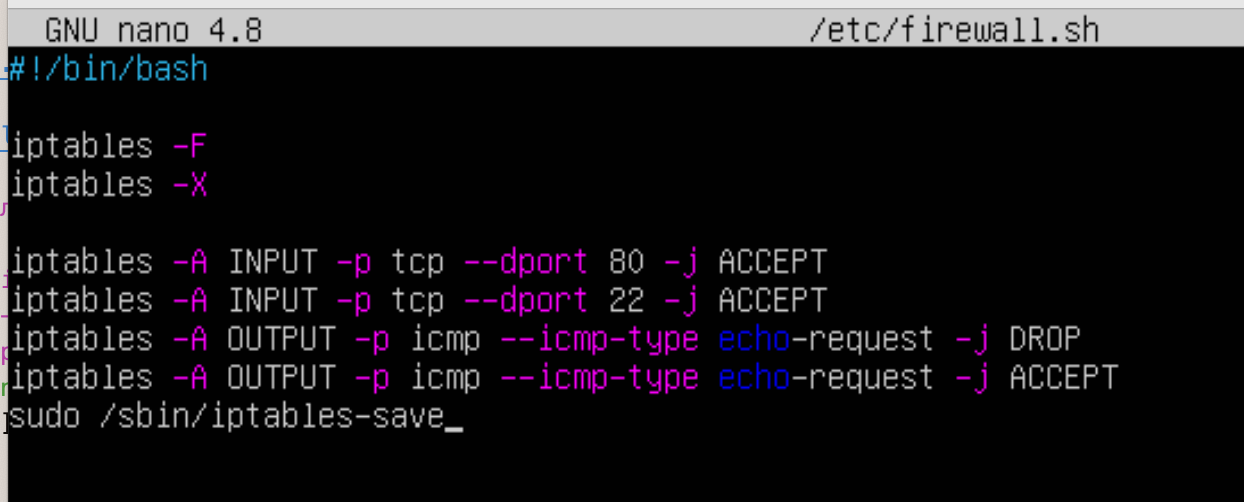 GNU nano 4.8 /etc/firewall.sh
#!/bin/bash
iptables -F
iptables -X
iptables -A INPUT -p tcp --dport 80 -j ACCEPT
iptables -A INPUT -p tcp --dport 22 -j ACCEPT
iptables -A OUTPUT -p icmp --icmp-type echo-request -j DROP
iptables -A OUTPUT -p icmp --icmp-type echo-request -j ACCEPT
sudo /sbin/iptables-save